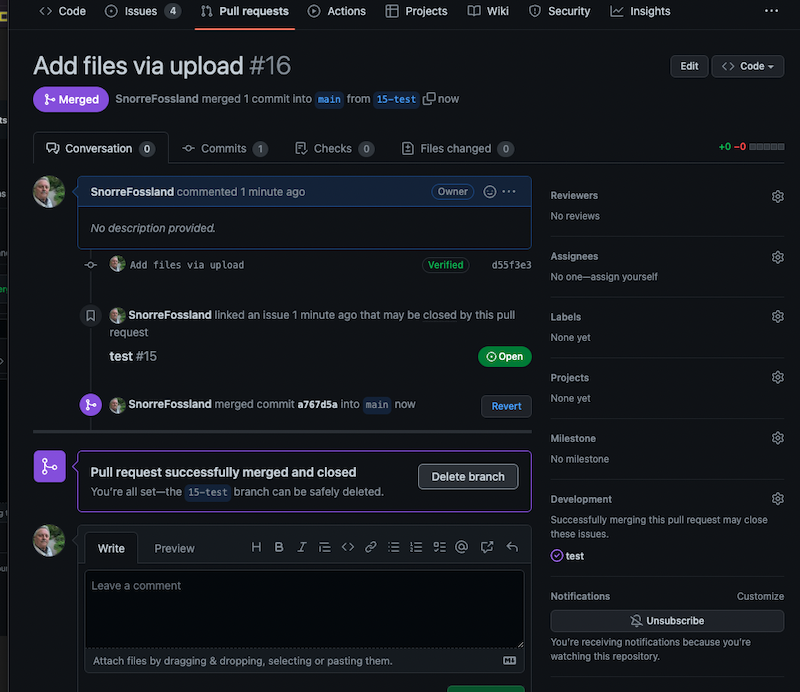 Code
Issues 4
Pull requests
Actions
Projects
Wiki
Security
Insights
Add files via upload #16
Edit
Code
Merged
SnorreFossland merged 1 commit into main from 15-test now
Conversation 0
Commits 1
Checks 0
Files changed 0
+0 −0
SnorreFossland commented 1 minute ago
Owner
No description provided.
Add files via upload
Verified
d55f3e3
SnorreFossland linked an issue 1 minute ago that may be closed by this pull
request
test #15
Open
SnorreFossland merged commit a767d5a into main now
Revert
Pull request successfully merged and closed
You're all set—the 15-test branch can be safely deleted.
Delete branch
Write
Preview
Leave a comment
Attach files by dragging & dropping, selecting or pasting them.
Reviewers
No reviews
Assignees
No one—assign yourself
Labels
None yet
Projects
None yet
Milestone
No milestone
Development
Successfully merging this pull request may close
these issues.
test
Notifications
Customize
Unsubscribe
You're receiving notifications because you're
watching this repository.